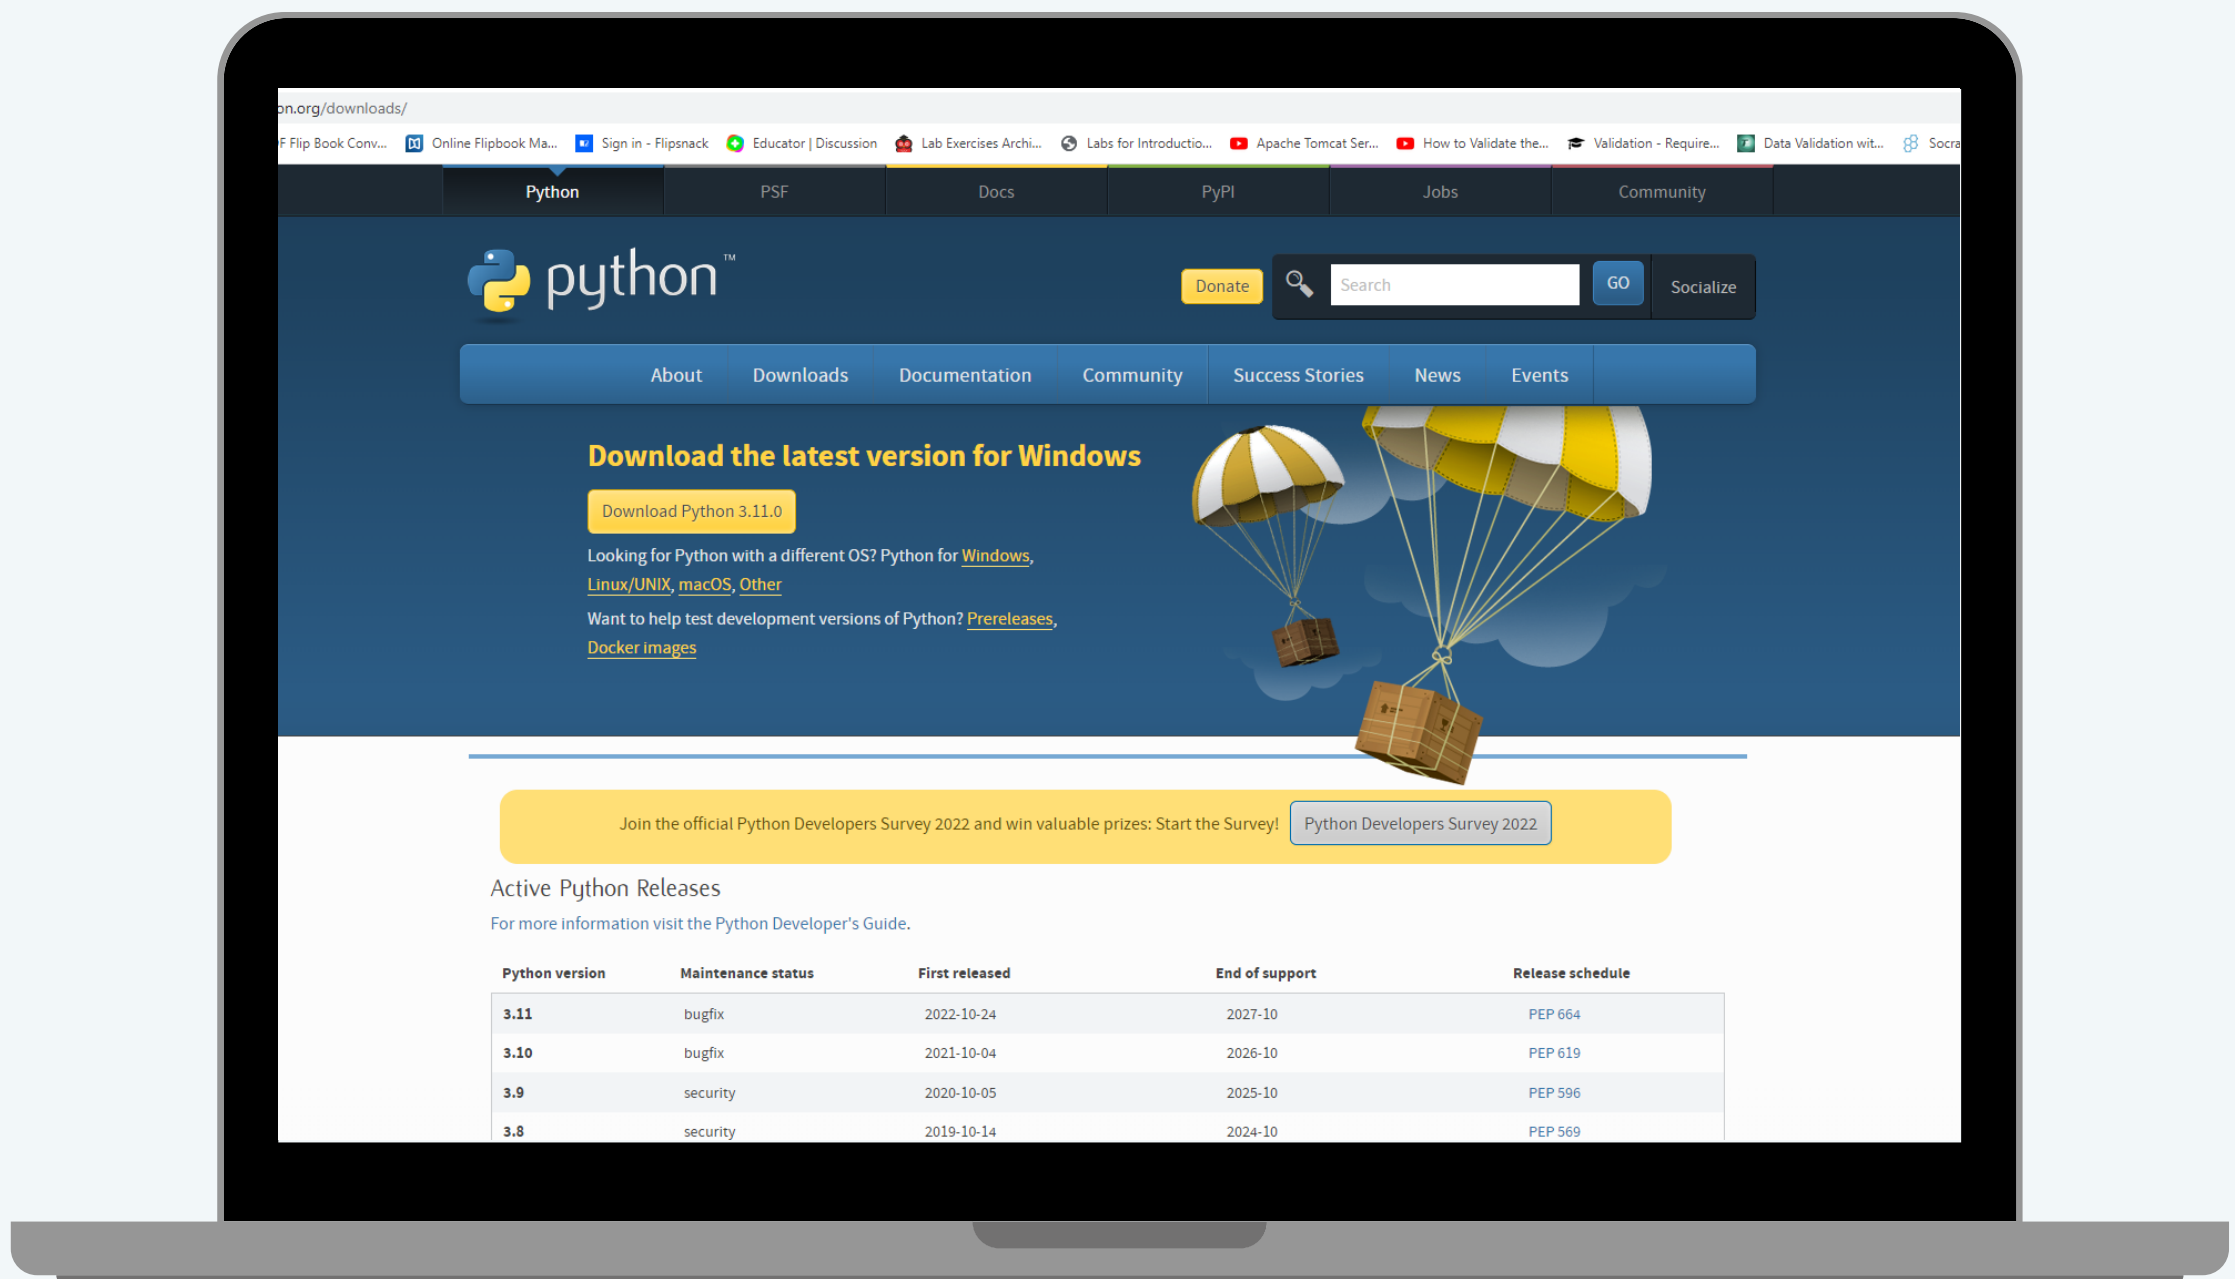 on.org/downloads/
F Flip Book Conv... Online Flipbook Ma... Sign in - Flipsnack Educator | Discussion Lab Exercises Archi... Labs for Introductio... Apache Tomcat Ser... How to Validate the... Validation - Require... Data Validation wit... Socra
Python PSF Docs PyPI Jobs Community
python™
Donate Search GO Socialize
About Downloads Documentation Community Success Stories News Events
Download the latest version for Windows
Download Python 3.11.0
Looking for Python with a different OS? Python for Windows,
Linux/UNIX, macOS, Other
Want to help test development versions of Python? Prereleases,
Docker images
Join the official Python Developers Survey 2022 and win valuable prizes: Start the Survey! Python Developers Survey 2022
Active Python Releases
For more information visit the Python Developer's Guide.
Python version Maintenance status First released End of support Release schedule
3.11 bugfix 2022-10-24 2027-10 PEP 664
3.10 bugfix 2021-10-04 2026-10 PEP 619
3.9 security 2020-10-05 2025-10 PEP 596
3.8 security 2019-10-14 2024-10 PEP 569